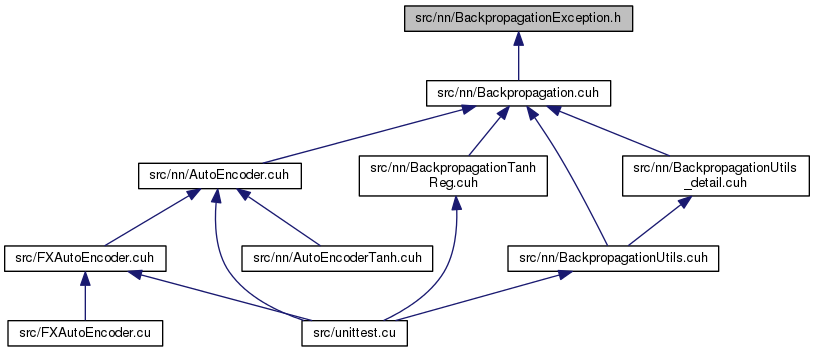 src/nn/BackpropagationException.h
src/nn/Backpropagation.cuh
src/nn/AutoEncoder.cuh
src/nn/BackpropagationTanh
Reg.cuh
src/nn/BackpropagationUtils
_detail.cuh
src/FXAutoEncoder.cuh
src/nn/AutoEncoderTanh.cuh
src/nn/BackpropagationUtils.cuh
src/FXAutoEncoder.cu
src/unittest.cu